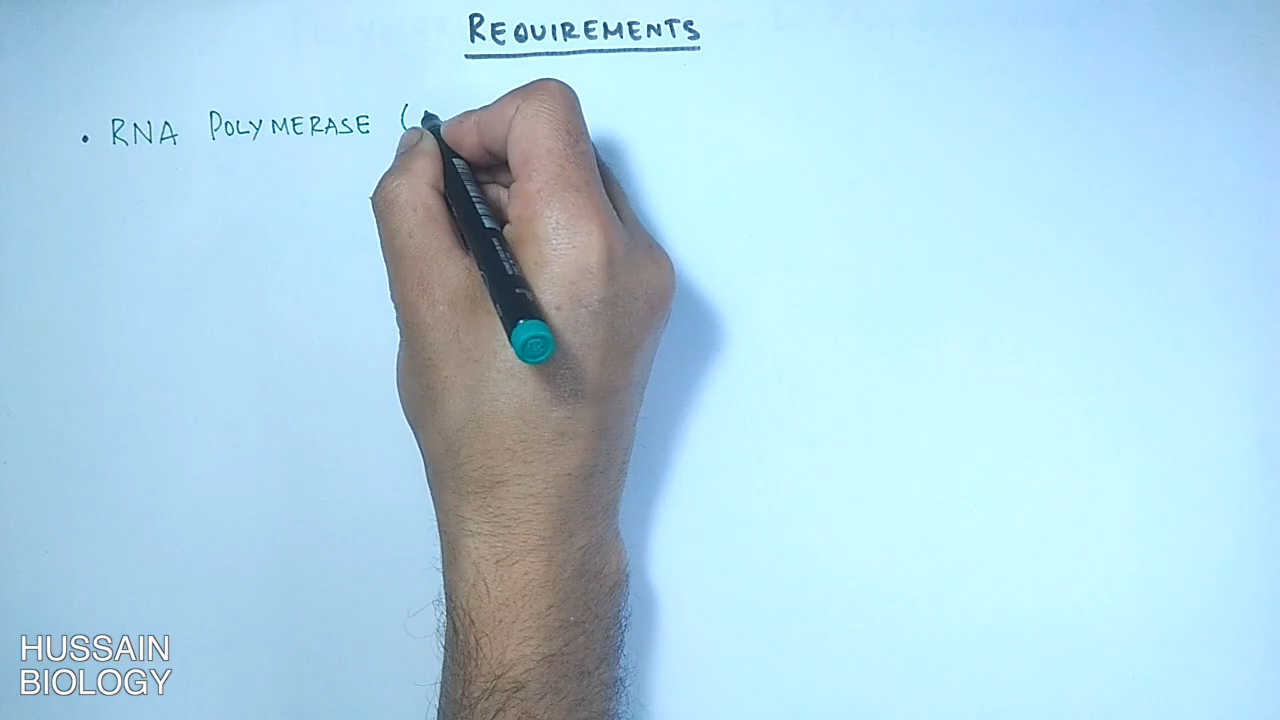 REQUIREMENTS
• RNA POLYMERASE (
HUSSAIN
BIOLOGY